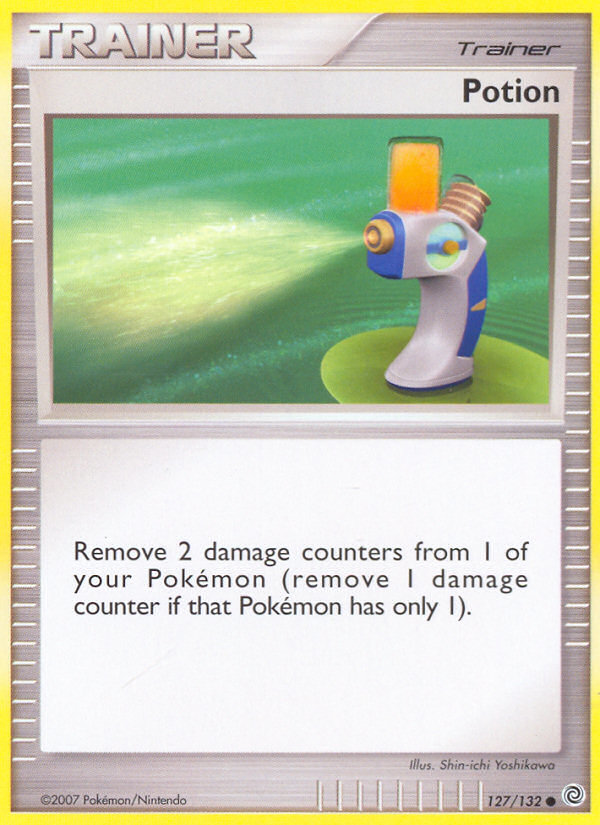 TRAINER
Trainer
Potion
Remove 2 damage counters from 1 of
your Pokémon (remove 1 damage
counter if that Pokémon has only 1).
Illus. Shin-ichi Yoshikawa
©2007 Pokémon/Nintendo
127/132